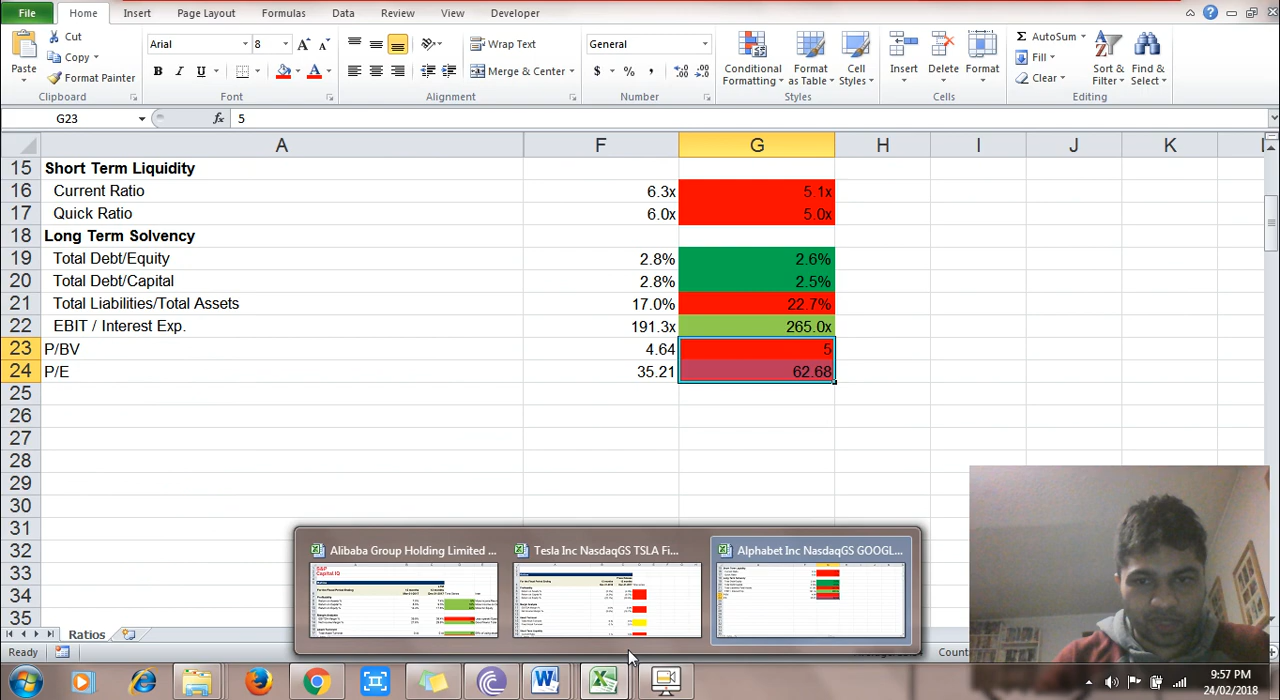 File Home Insert Page Layout Formulas Data Review View Developer
Cut
Arial 8
Wrap Text
General
AutoSum
Copy
Fill
Paste
Format Painter
B I U
Merge & Center
$ % ,
Conditional Formatting
Format as Table
Cell Styles
Insert
Delete
Format
Clear
Sort & Filter
Find & Select
Clipboard Font Alignment Number Styles Cells Editing
G23 fx 5
A F G H I J K
15 Short Term Liquidity
16 Current Ratio 6.3x 5.1x
17 Quick Ratio 6.0x 5.0x
18 Long Term Solvency
19 Total Debt/Equity 2.8% 2.6%
20 Total Debt/Capital 2.8% 2.5%
21 Total Liabilities/Total Assets 17.0% 22.7%
22 EBIT / Interest Exp. 191.3x 265.0x
23 P/BV 4.64 5
24 P/E 35.21 62.68
25
26
27
28
29
30
31
32
33
34
35
Alibaba Group Holding Limited ... Tesla Inc NasdaqGS TSLA Fi... Alphabet Inc NasdaqGS GOOGL...
S&P
Capital IQ
Ratios
Ready Count
9:57 PM
24/02/2018